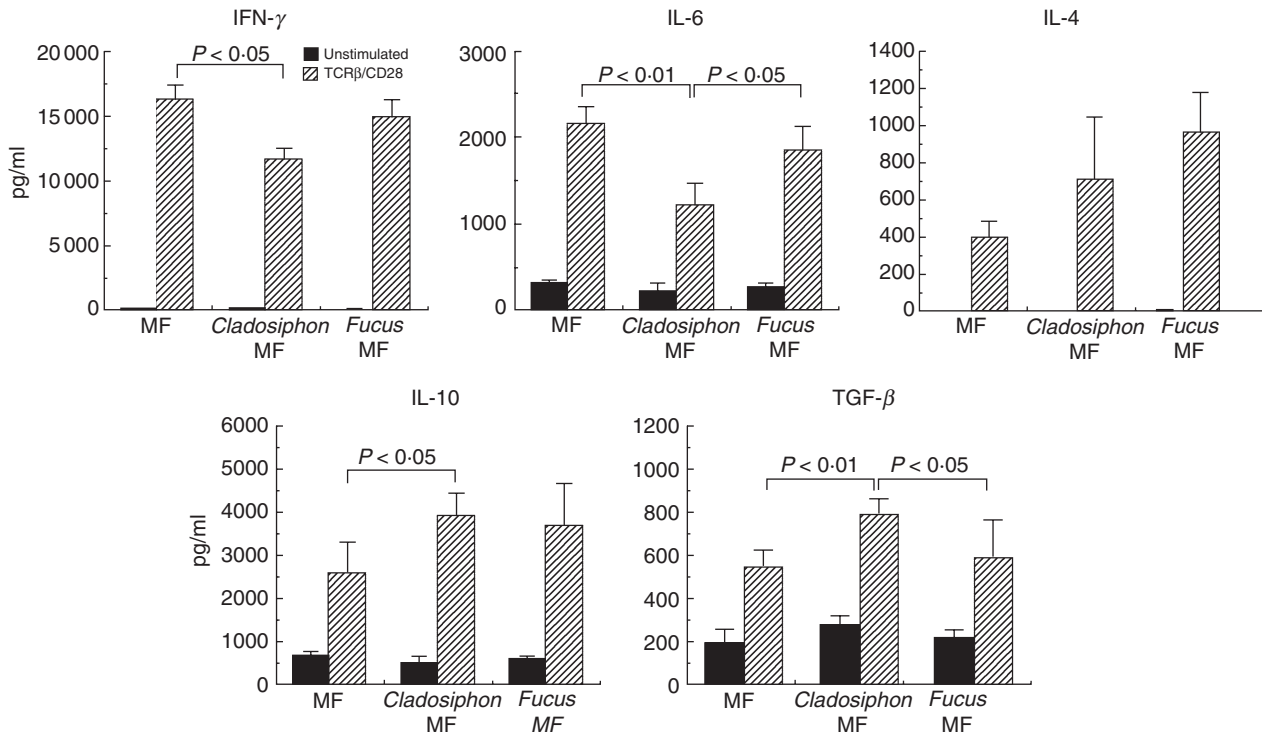 IFN-γ
20 000
15 000
10 000
5 000
0
pg/ml
P < 0·05
Unstimulated
TCRβ/CD28
MF
Cladosiphon
MF
Fucus
MF
IL-6
3000
2000
1000
0
P < 0·01
P < 0·05
MF
Cladosiphon
MF
Fucus
MF
IL-4
1400
1200
1000
800
600
400
200
0
MF
Cladosiphon
MF
Fucus
MF
IL-10
6000
5000
4000
3000
2000
1000
0
pg/ml
P < 0·05
MF
Cladosiphon
MF
Fucus
MF
TGF-β
1200
1000
800
600
400
200
0
P < 0·01
P < 0·05
MF
Cladosiphon
MF
Fucus
MF